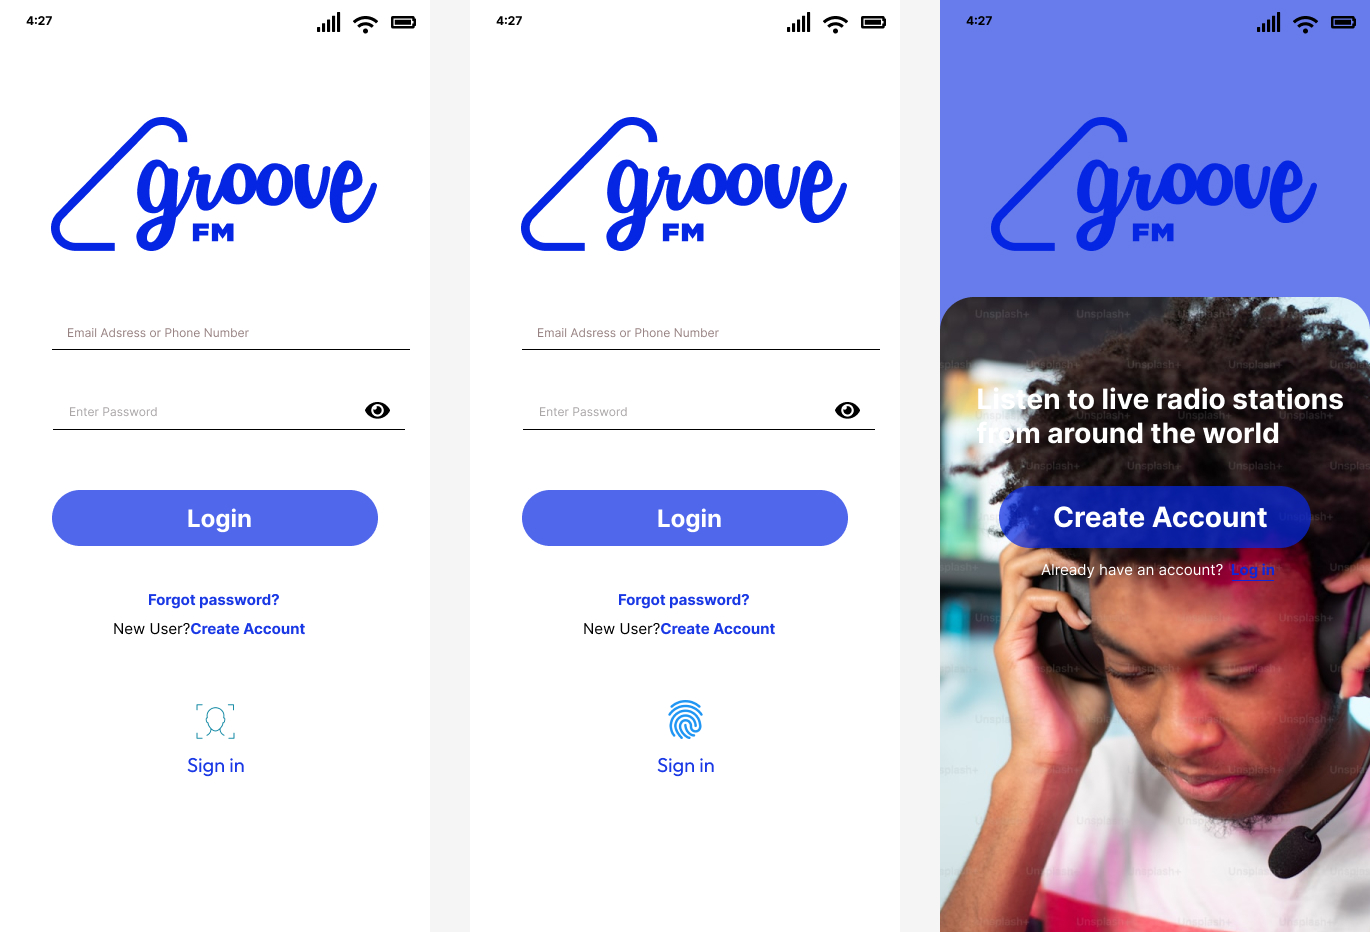 4:27
groove
FM
Email Adsress or Phone Number
Enter Password
Login
Forgot password?
New User?Create Account
Sign in
4:27
groove
FM
Email Adsress or Phone Number
Enter Password
Login
Forgot password?
New User?Create Account
Sign in
4:27
groove
FM
Unsplash+ Unsplash+ Unsplash+
Listen to live radio stations
from around the world
Create Account
Already have an account? Log in